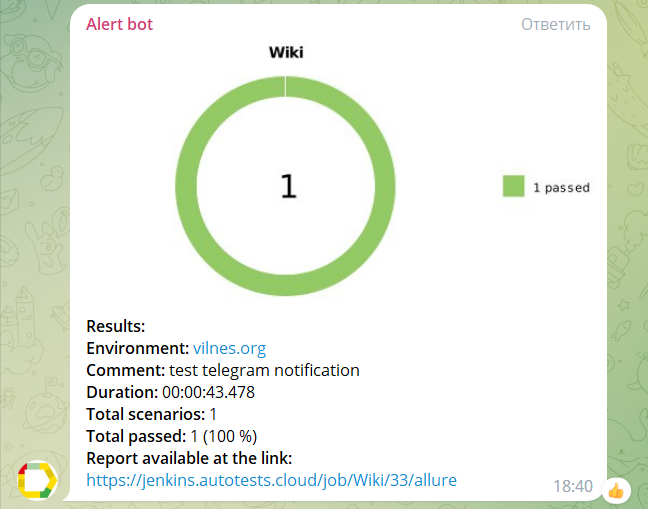 Alert bot
Ответить
Wiki
1
1 passed
Results:
Environment: vilnes.org
Comment: test telegram notification
Duration: 00:00:43.478
Total scenarios: 1
Total passed: 1 (100 %)
Report available at the link:
https://jenkins.autotests.cloud/job/Wiki/33/allure
18:40